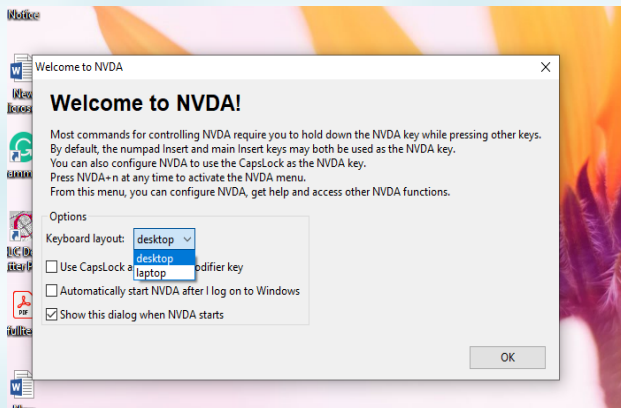 Notice
Welcome to NVDA
New
Welcome to NVDA!
Most commands for controlling NVDA require you to hold down the NVDA key while pressing other keys.
By default, the numpad Insert and main Insert keys may both be used as the NVDA key.
You can also configure NVDA to use the CapsLock as the NVDA key.
Press NVDA+n at any time to activate the NVDA menu.
From this menu, you can configure NVDA, get help and access other NVDA functions.
Options
Keyboard layout: desktop
desktop
laptop
Use CapsLock a odifier key
Automatically start NVDA after I log on to Windows
PDF
Show this dialog when NVDA starts
OK